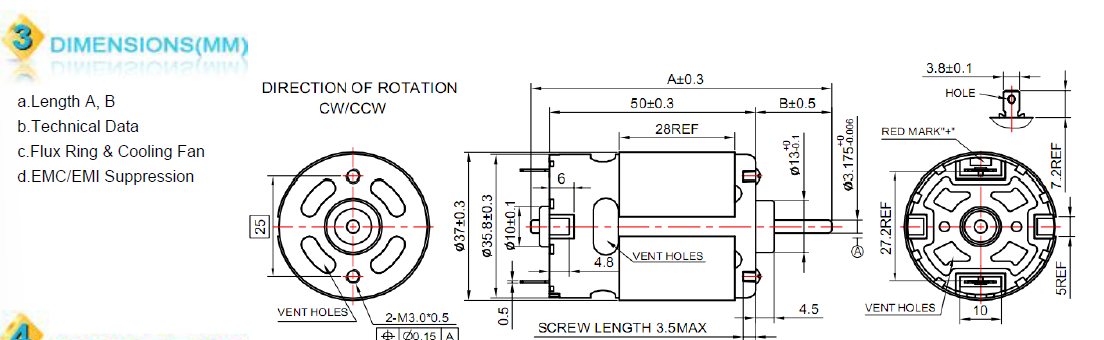 3 DIMENSIONS(MM)
a.Length A, B
b.Technical Data
c.Flux Ring & Cooling Fan
d.EMC/EMI Suppression
4
DIRECTION OF ROTATION
CW/CCW
25
VENT HOLES
2-M3.0*0.5
Ø0.15 A
A±0.3
50±0.3
B±0.5
28REF
Ø37±0.3
Ø35.8±0.3
Ø10±0.1
6
4.8
0.5
VENT HOLES
SCREW LENGTH 3.5MAX
4.5
Ø13+0-0.1
Ø3.175+0-0.006
A
3.8±0.1
HOLE
RED MARK"+"
7.2REF
27.2REF
5REF
VENT HOLES
10